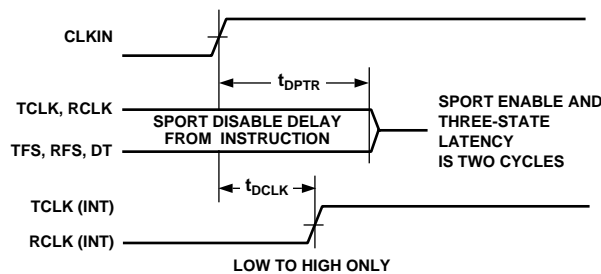 CLKIN
tDPTR
TCLK, RCLK
SPORT DISABLE DELAY
FROM INSTRUCTION
TFS, RFS, DT
SPORT ENABLE AND
THREE-STATE
LATENCY
IS TWO CYCLES
tDCLK
TCLK (INT)
RCLK (INT)
LOW TO HIGH ONLY